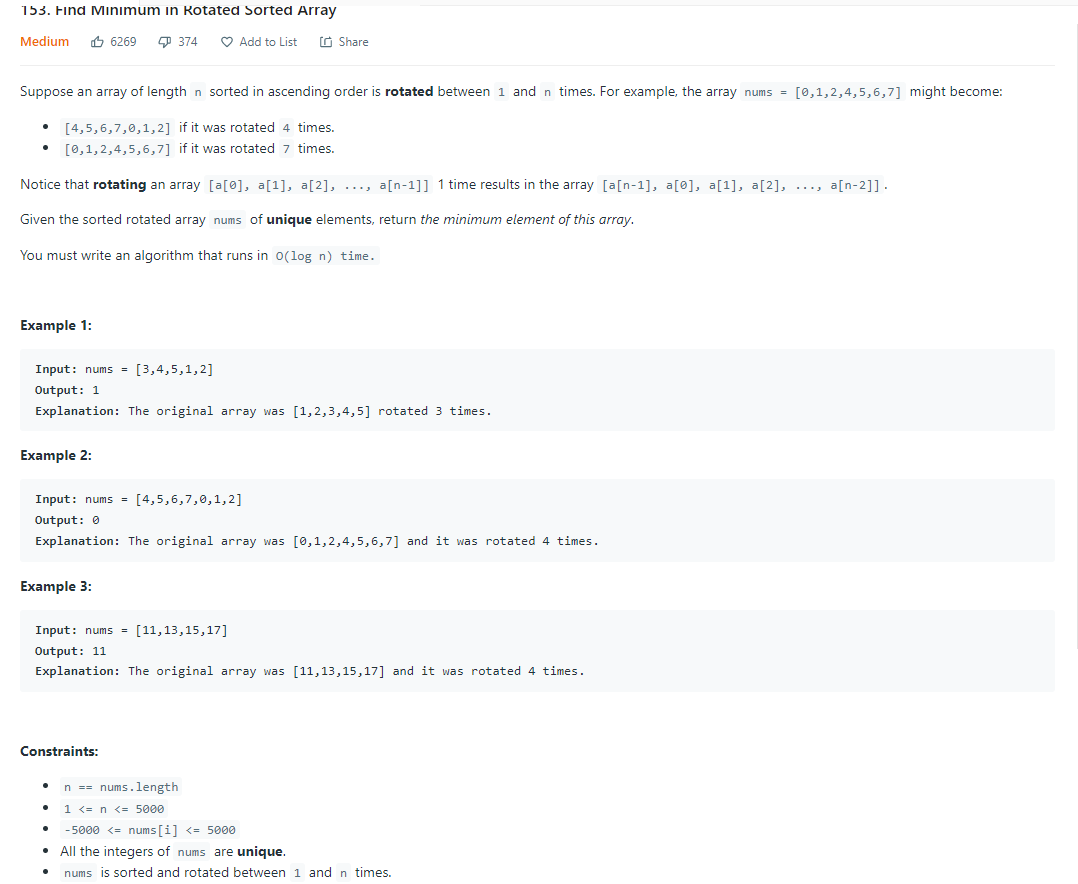 153. Find Minimum in Rotated Sorted Array
Medium 6269 374 Add to List Share
Suppose an array of length n sorted in ascending order is rotated between 1 and n times. For example, the array nums = [0,1,2,4,5,6,7] might become:
• [4,5,6,7,0,1,2] if it was rotated 4 times.
• [0,1,2,4,5,6,7] if it was rotated 7 times.
Notice that rotating an array [a[0], a[1], a[2], ..., a[n-1]] 1 time results in the array [a[n-1], a[0], a[1], a[2], ..., a[n-2]].
Given the sorted rotated array nums of unique elements, return the minimum element of this array.
You must write an algorithm that runs in O(log n) time.
Example 1:
Input: nums = [3,4,5,1,2]
Output: 1
Explanation: The original array was [1,2,3,4,5] rotated 3 times.
Example 2:
Input: nums = [4,5,6,7,0,1,2]
Output: 0
Explanation: The original array was [0,1,2,4,5,6,7] and it was rotated 4 times.
Example 3:
Input: nums = [11,13,15,17]
Output: 11
Explanation: The original array was [11,13,15,17] and it was rotated 4 times.
Constraints:
• n == nums.length
• 1 <= n <= 5000
• -5000 <= nums[i] <= 5000
• All the integers of nums are unique.
• nums is sorted and rotated between 1 and n times.